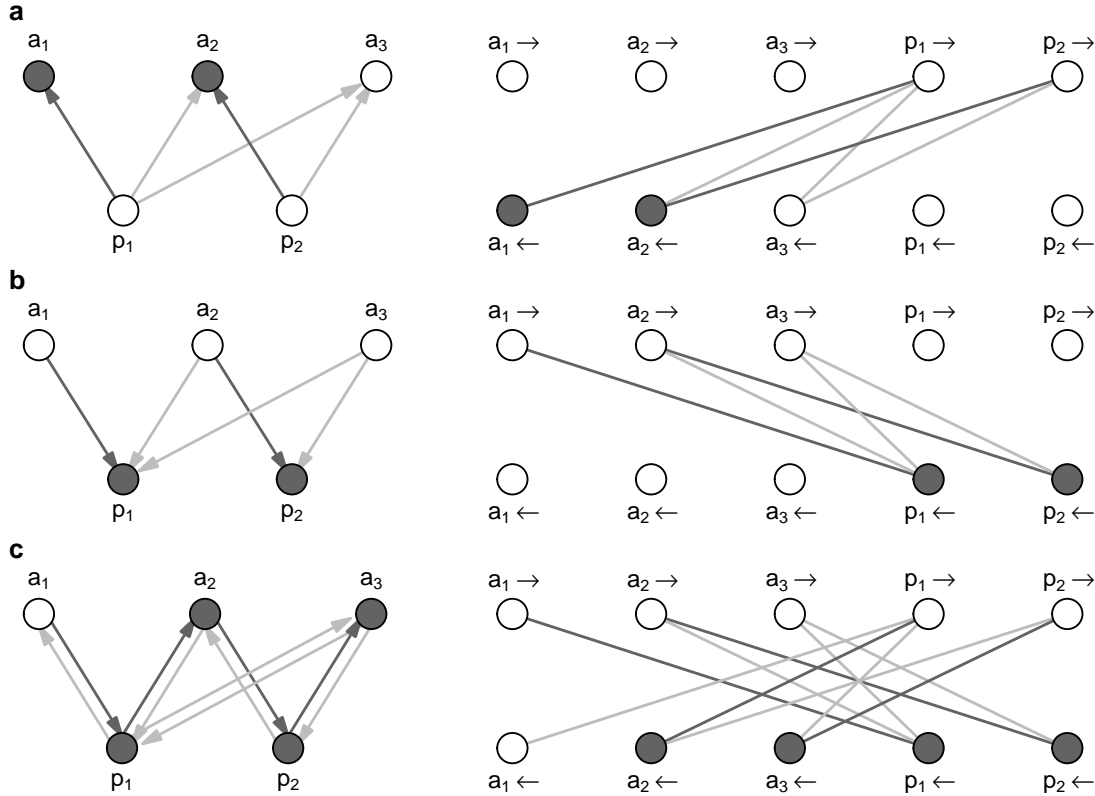 a
a₁ a₂ a₃ a₁ → a₂ → a₃ → p₁ → p₂ →
p₁ p₂ a₁ ← a₂ ← a₃ ← p₁ ← p₂ ←
b
a₁ a₂ a₃ a₁ → a₂ → a₃ → p₁ → p₂ →
p₁ p₂ a₁ ← a₂ ← a₃ ← p₁ ← p₂ ←
c
a₁ a₂ a₃ a₁ → a₂ → a₃ → p₁ → p₂ →
p₁ p₂ a₁ ← a₂ ← a₃ ← p₁ ← p₂ ←